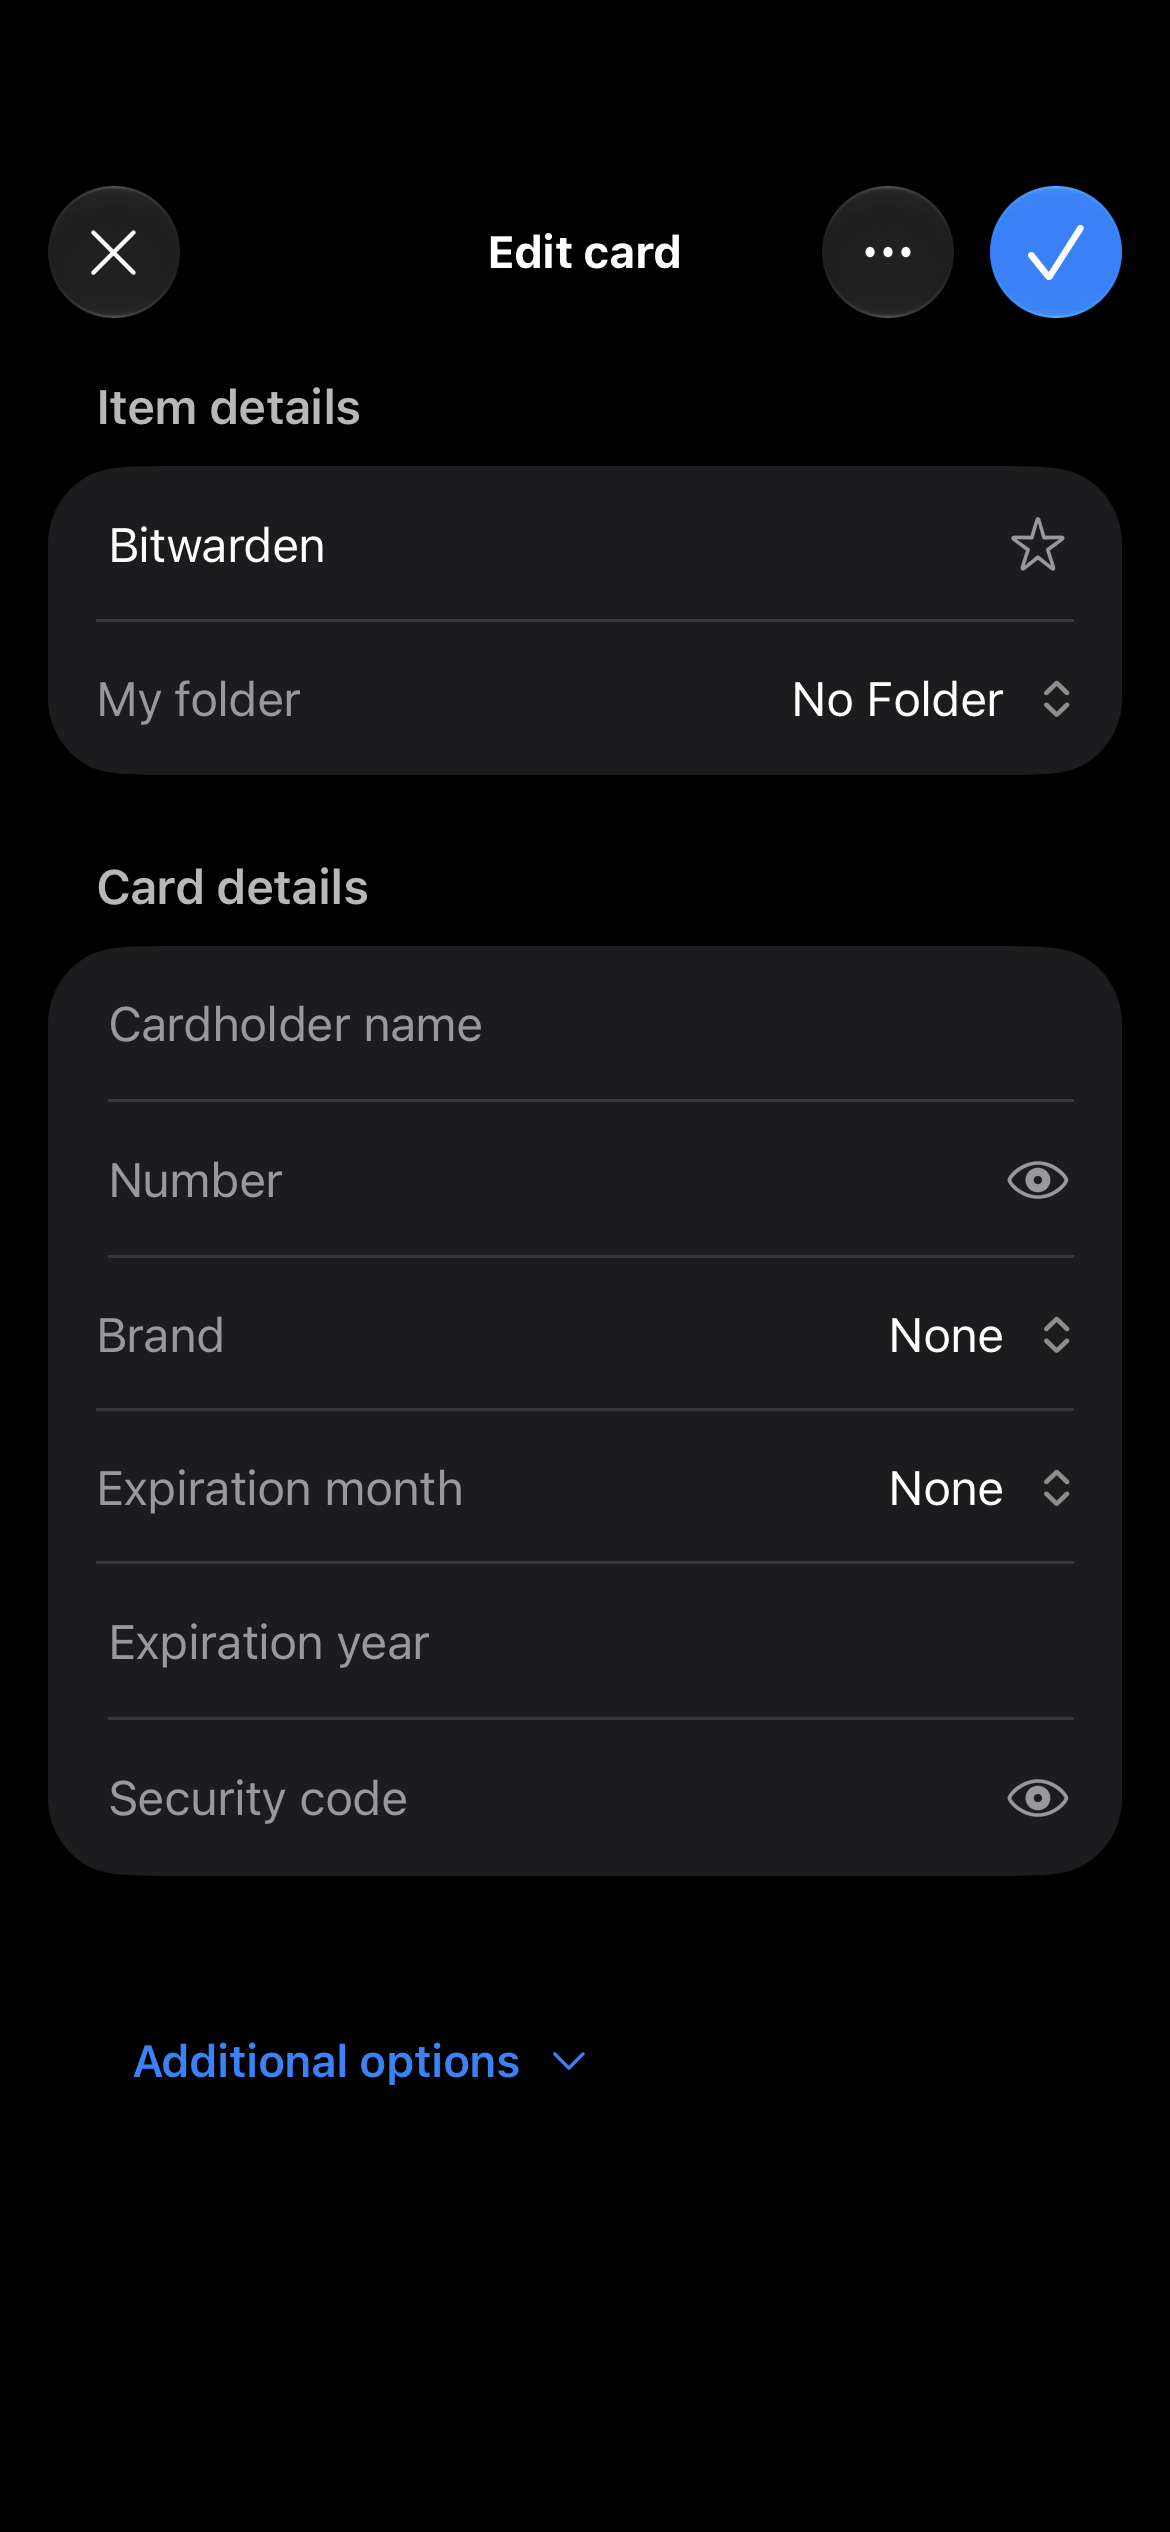 Edit card
Item details
Bitwarden
My folder No Folder
Card details
Cardholder name
Number
Brand None
Expiration month None
Expiration year
Security code
Additional options